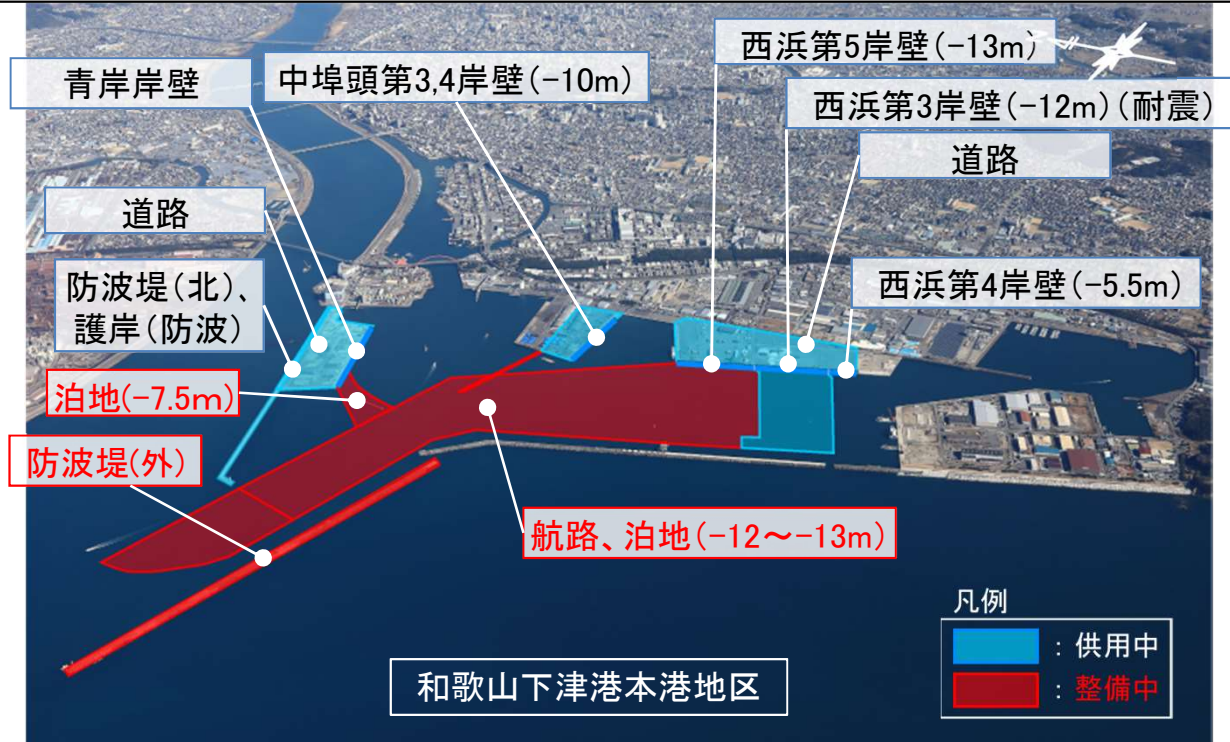 西浜第5岸壁(-13m)
青岸岸壁
中埠頭第3,4岸壁(-10m)
西浜第3岸壁(-12m)(耐震)
道路
道路
防波堤(北)、
護岸(防波)
西浜第4岸壁(-5.5m)
泊地(-7.5m)
防波堤(外)
航路、泊地(-12〜-13m)
凡例
：供用中
：整備中
和歌山下津港本港地区